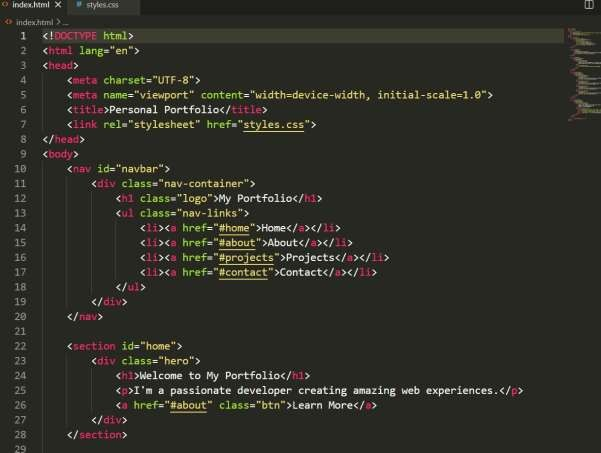 index.html × # styles.css
index.html > ...
1 <!DOCTYPE html>
2 <html lang="en">
3 <head>
4     <meta charset="UTF-8">
5     <meta name="viewport" content="width=device-width, initial-scale=1.0">
6     <title>Personal Portfolio</title>
7     <link rel="stylesheet" href="styles.css">
8 </head>
9 <body>
10     <nav id="navbar">
11         <div class="nav-container">
12             <h1 class="logo">My Portfolio</h1>
13             <ul class="nav-links">
14                 <li><a href="#home">Home</a></li>
15                 <li><a href="#about">About</a></li>
16                 <li><a href="#projects">Projects</a></li>
17                 <li><a href="#contact">Contact</a></li>
18             </ul>
19         </div>
20     </nav>
21
22     <section id="home">
23         <div class="hero">
24             <h1>Welcome to My Portfolio</h1>
25             <p>I'm a passionate developer creating amazing web experiences.</p>
26             <a href="#about" class="btn">Learn More</a>
27         </div>
28     </section>
29